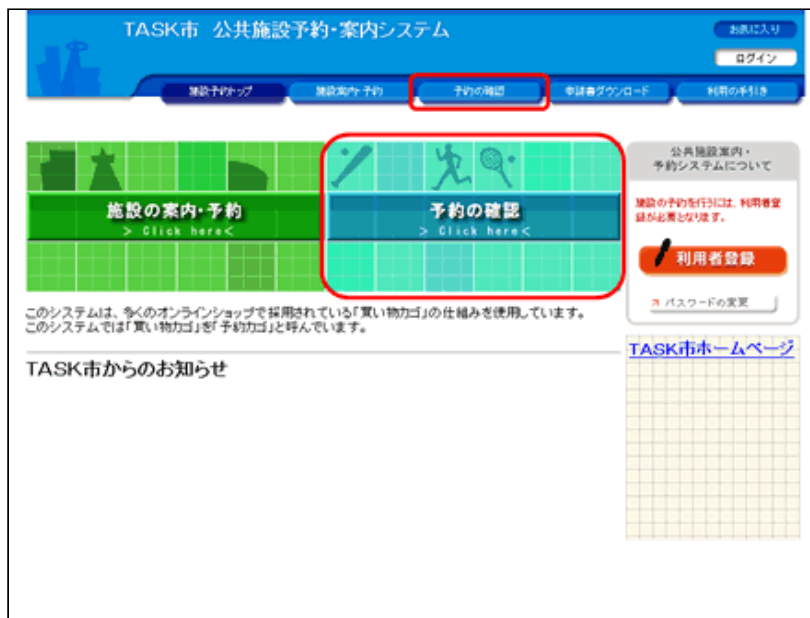 TASK市 公共施設予約・案内システム
お気に入り
ログイン
施設予約トップ
施設案内・予約
予約の確認
申請書ダウンロード
利用の手引き
施設の案内・予約
> Click here<
予約の確認
> Click here<
公共施設案内・
予約システムについて
施設の予約を行うには、利用者登
録が必要となります。
利用者登録
パスワードの変更
このシステムは、多くのオンラインショップで採用されている「買い物カゴ」の仕組みを使用しています。
このシステムでは「買い物カゴ」を「予約カゴ」と呼んでいます。
TASK市ホームページ
TASK市からのお知らせ